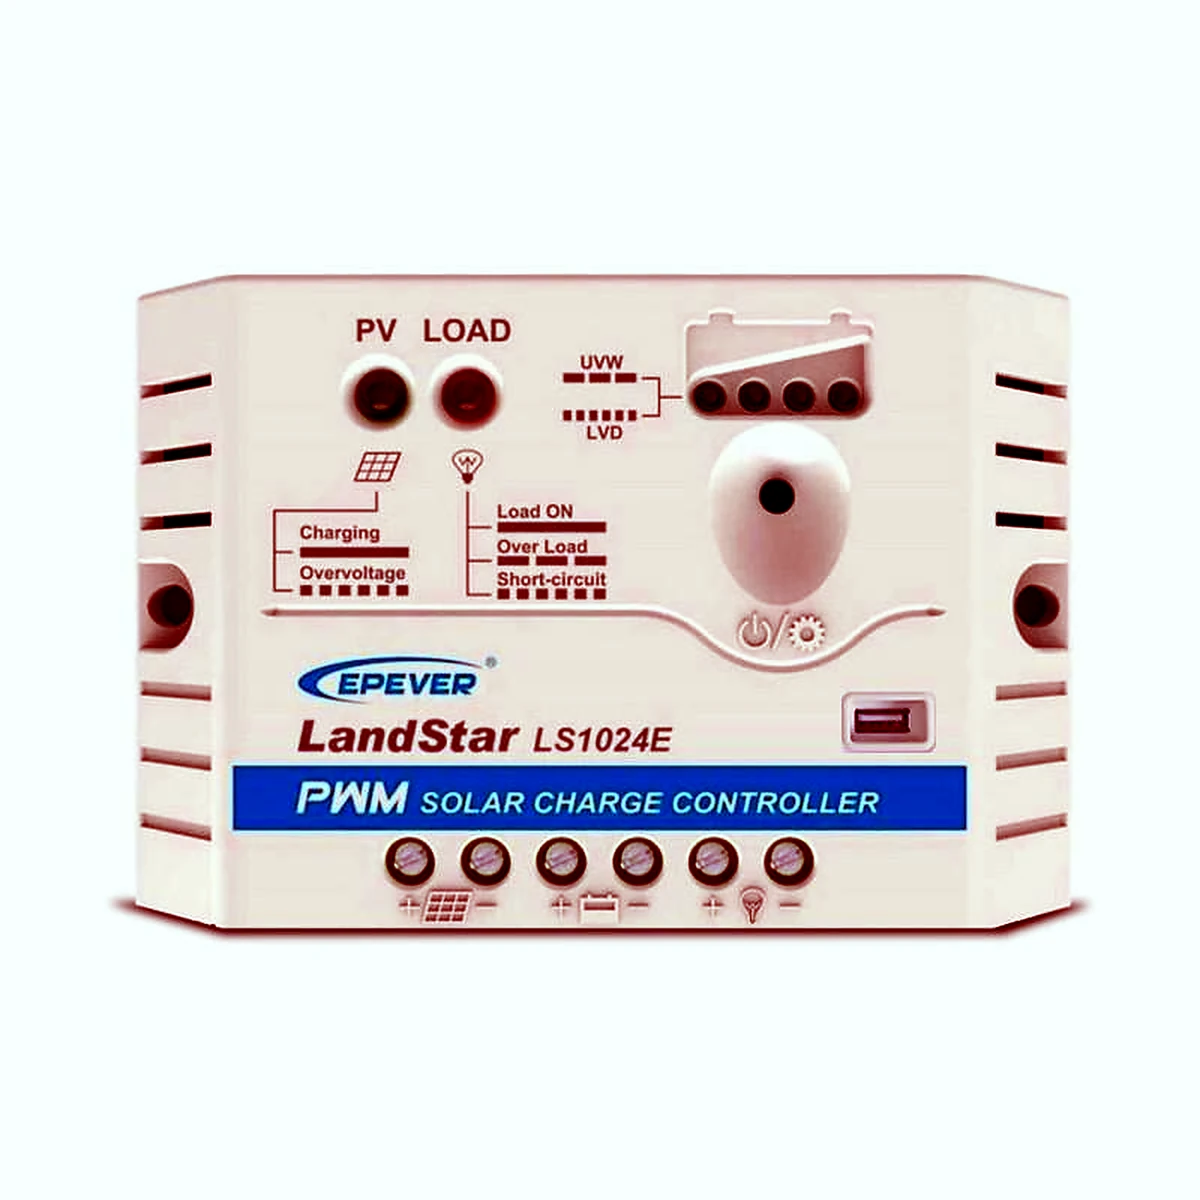 PV LOAD
UVW
LVD
Charging
Overvoltage
Load ON
Over Load
Short-circuit
EPEVER®
LandStar LS1024E
PWM SOLAR CHARGE CONTROLLER
+ − + − + −